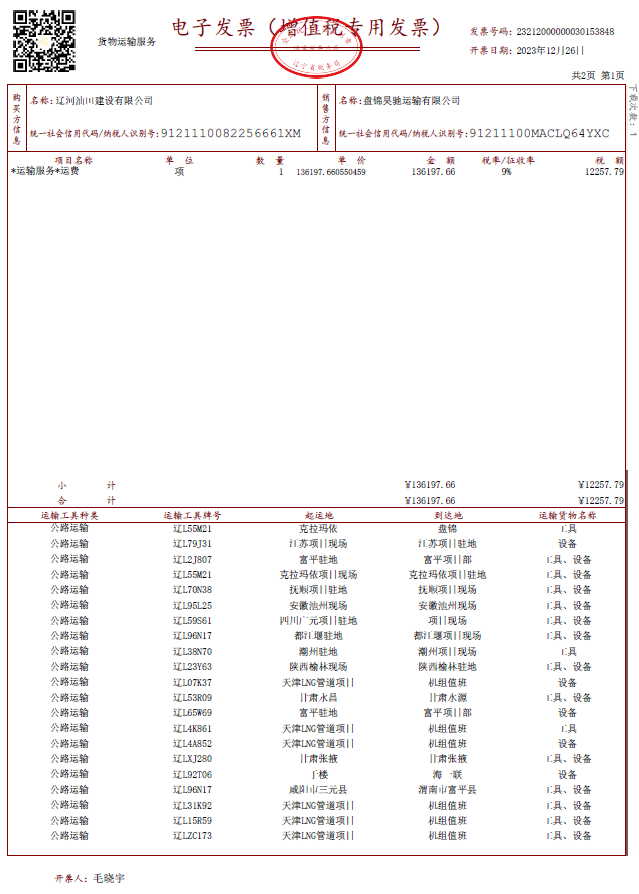 电子发票（增值税专用发票）
货物运输服务
发票号码: 23212000000030153848
开票日期: 2023年12月26日
共2页 第1页
下载次数: 1
购买方信息
名称: 辽河油田建设有限公司
统一社会信用代码/纳税人识别号: 9121110082256661XM
销售方信息
名称: 盘锦昊驰运输有限公司
统一社会信用代码/纳税人识别号: 91211100MACLQ64YXC
项目名称 单位 数量 单价 金额 税率/征收率 税额
*运输服务*运费 项 1 136197.660550459 136197.66 9% 12257.79
小计 ¥136197.66 ¥12257.79
合计 ¥136197.66 ¥12257.79
运输工具种类 运输工具牌号 起运地 到达地 运输货物名称
公路运输 辽L55M21 克拉玛依 盘锦 工具
公路运输 辽L79J31 江苏项目现场 江苏项目驻地 设备
公路运输 辽L2J807 富平驻地 富平项目部 工具、设备
公路运输 辽L55M21 克拉玛依项目现场 克拉玛依项目驻地 工具、设备
公路运输 辽L70N38 抚顺项目驻地 抚顺项目现场 工具、设备
公路运输 辽L95L25 安徽池州现场 安徽池州现场 工具、设备
公路运输 辽L59S61 四川广元项目驻地 项目现场 工具、设备
公路运输 辽L96N17 都江堰驻地 都江堰项目现场 工具、设备
公路运输 辽L38N70 潮州驻地 潮州项目现场 工具
公路运输 辽L23Y63 陕西榆林现场 陕西榆林驻地 工具、设备
公路运输 辽L07K37 天津LNG管道项目 机组值班 设备
公路运输 辽L53R09 甘肃永昌 甘肃水源 工具、设备
公路运输 辽L65W69 富平驻地 富平项目部 设备
公路运输 辽L4K861 天津LNG管道项目 机组值班 工具
公路运输 辽L4A852 天津LNG管道项目 机组值班 设备
公路运输 辽LXJ280 甘肃张掖 甘肃张掖 工具、设备
公路运输 辽L92T06 设备
公路运输 辽L96N17 咸阳市三元县 渭南市富平县 工具、设备
公路运输 辽L31K92 天津LNG管道项目 机组值班 工具、设备
公路运输 辽L15R59 天津LNG管道项目 机组值班 工具、设备
公路运输 辽LZC173 天津LNG管道项目 机组值班 工具、设备
开票人: 毛晓宇